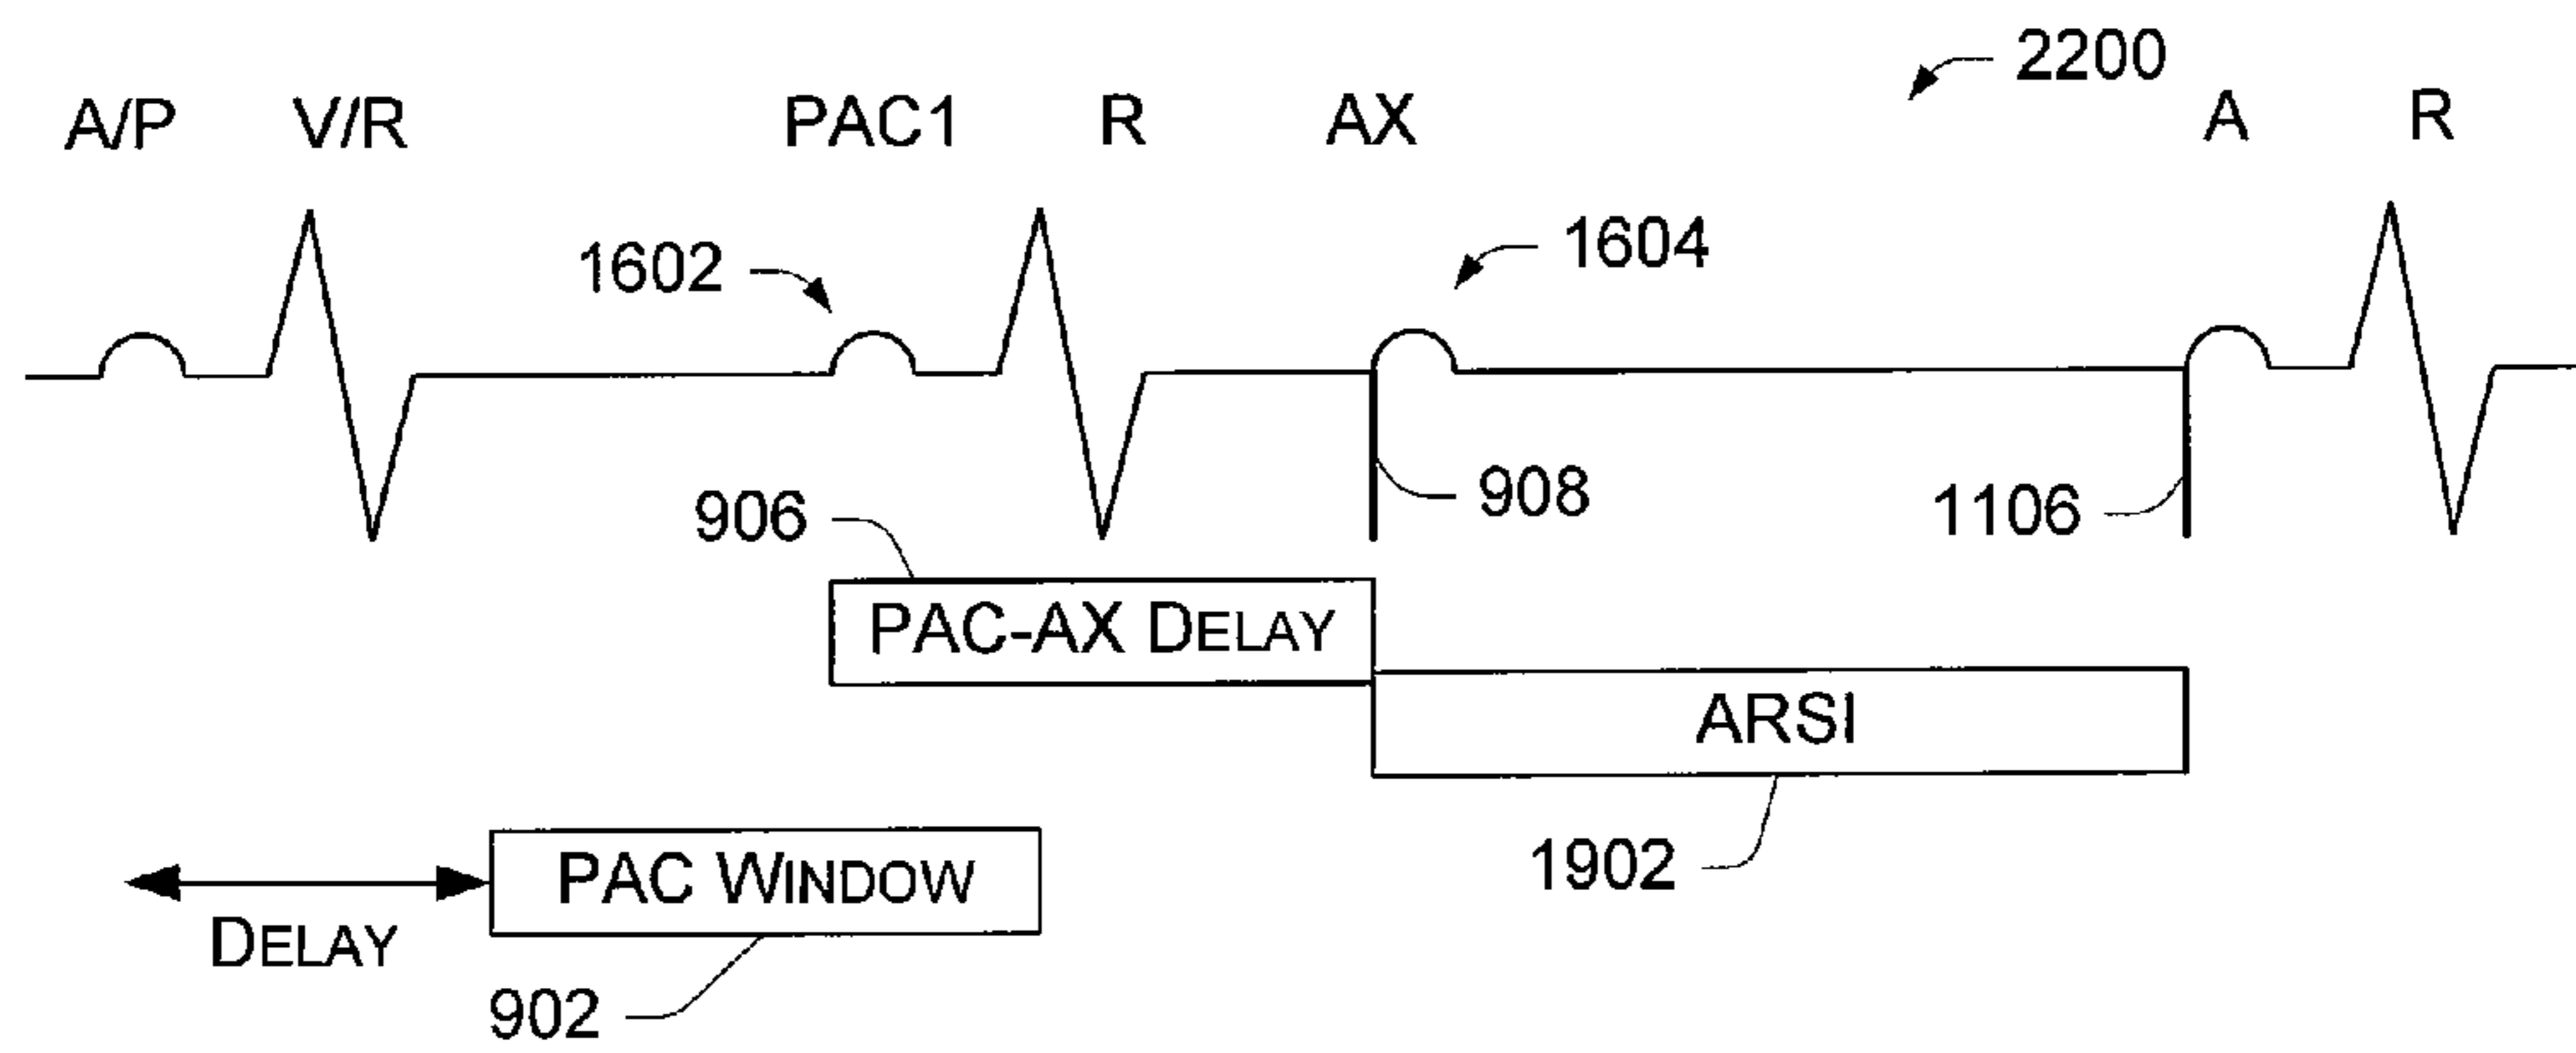 2200
A/P V/R PAC1 R AX A R
1602 1604
906 908 1106
PAC-AX DELAY
ARSI
1902
PAC WINDOW
DELAY
902